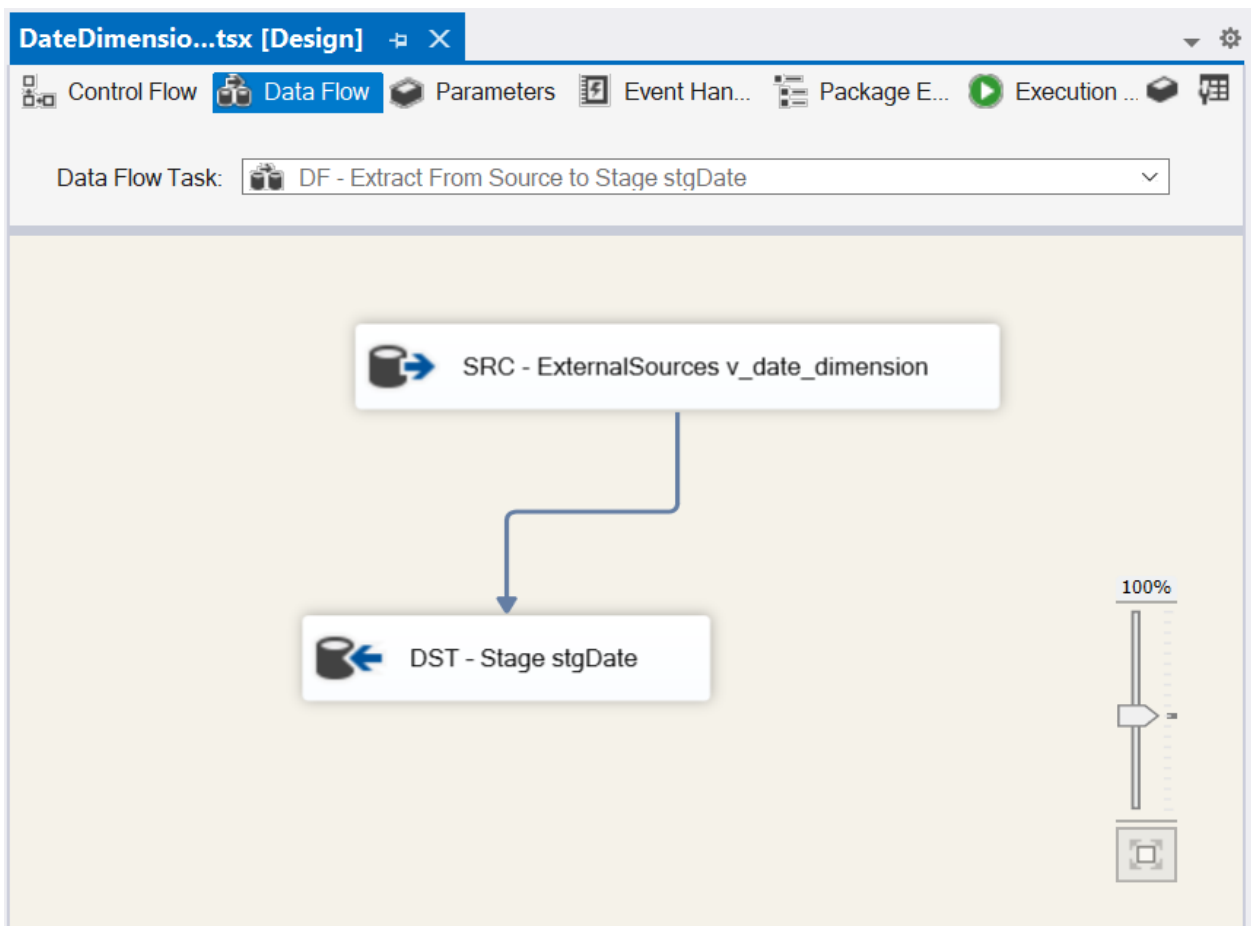 DateDimensio...tsx [Design]
Control Flow Data Flow Parameters Event Han... Package E... Execution ...
Data Flow Task: DF - Extract From Source to Stage stgDate
SRC - ExternalSources v_date_dimension
100%
DST - Stage stgDate